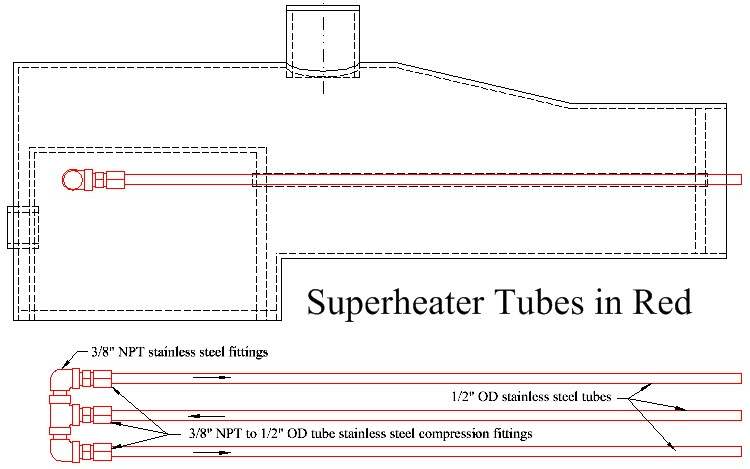 Superheater Tubes in Red
3/8" NPT stainless steel fittings
1/2" OD stainless steel tubes
3/8" NPT to 1/2" OD tube stainless steel compression fittings